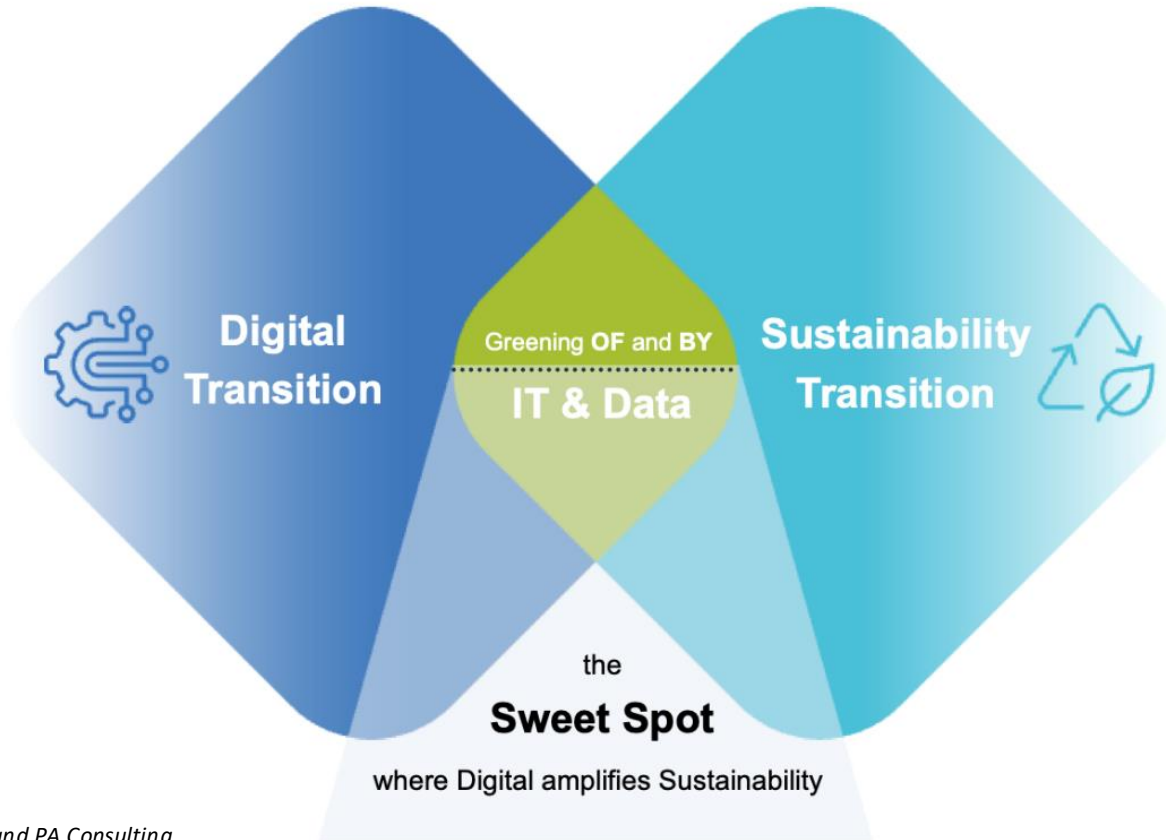 Digital
Transition
Greening OF and BY
IT & Data
Sustainability
Transition
the
Sweet Spot
where Digital amplifies Sustainability
and PA Consulting